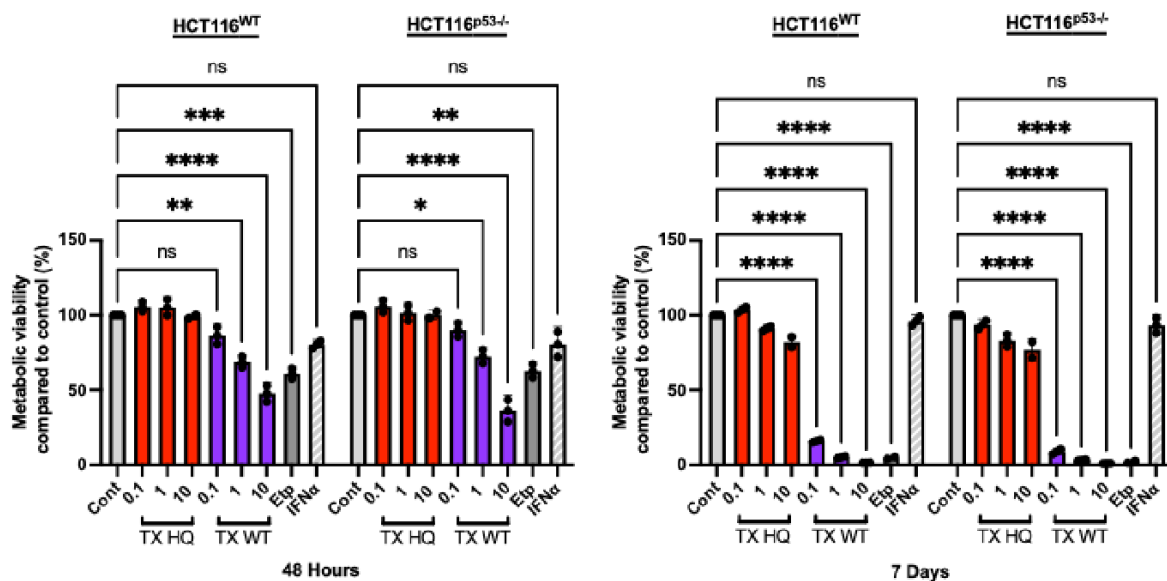 HCT116WT
HCT116p53-/-
ns
ns
***
**
****
****
**
*
ns
ns
Metabolic viability
compared to control (%)
150
100
50
0
Cont
0.1
1
10
0.1
1
10
Etp
IFNα
Cont
0.1
1
10
0.1
1
10
Etp
IFNα
TX HQ
TX WT
TX HQ
TX WT
48 Hours
HCT116WT
HCT116p53-/-
ns
ns
****
****
****
****
****
****
****
****
Metabolic viability
compared to control (%)
150
100
50
0
Cont
0.1
1
10
0.1
1
10
Etp
IFNα
Cont
0.1
1
10
0.1
1
10
Etp
IFNα
TX HQ
TX WT
TX HQ
TX WT
7 Days